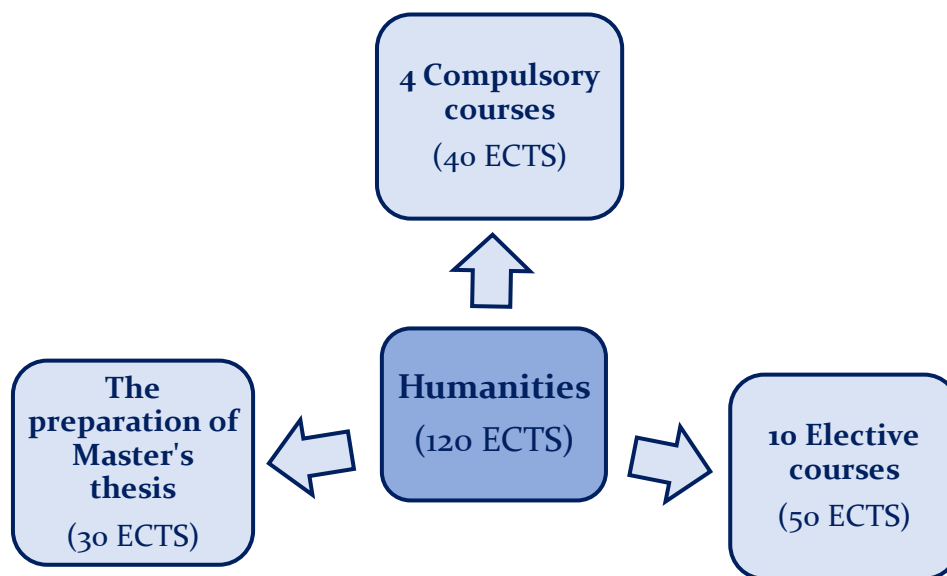 4 Compulsory
courses
(40 ECTS)
Humanities
(120 ECTS)
The
preparation of
Master's
thesis
(30 ECTS)
10 Elective
courses
(50 ECTS)